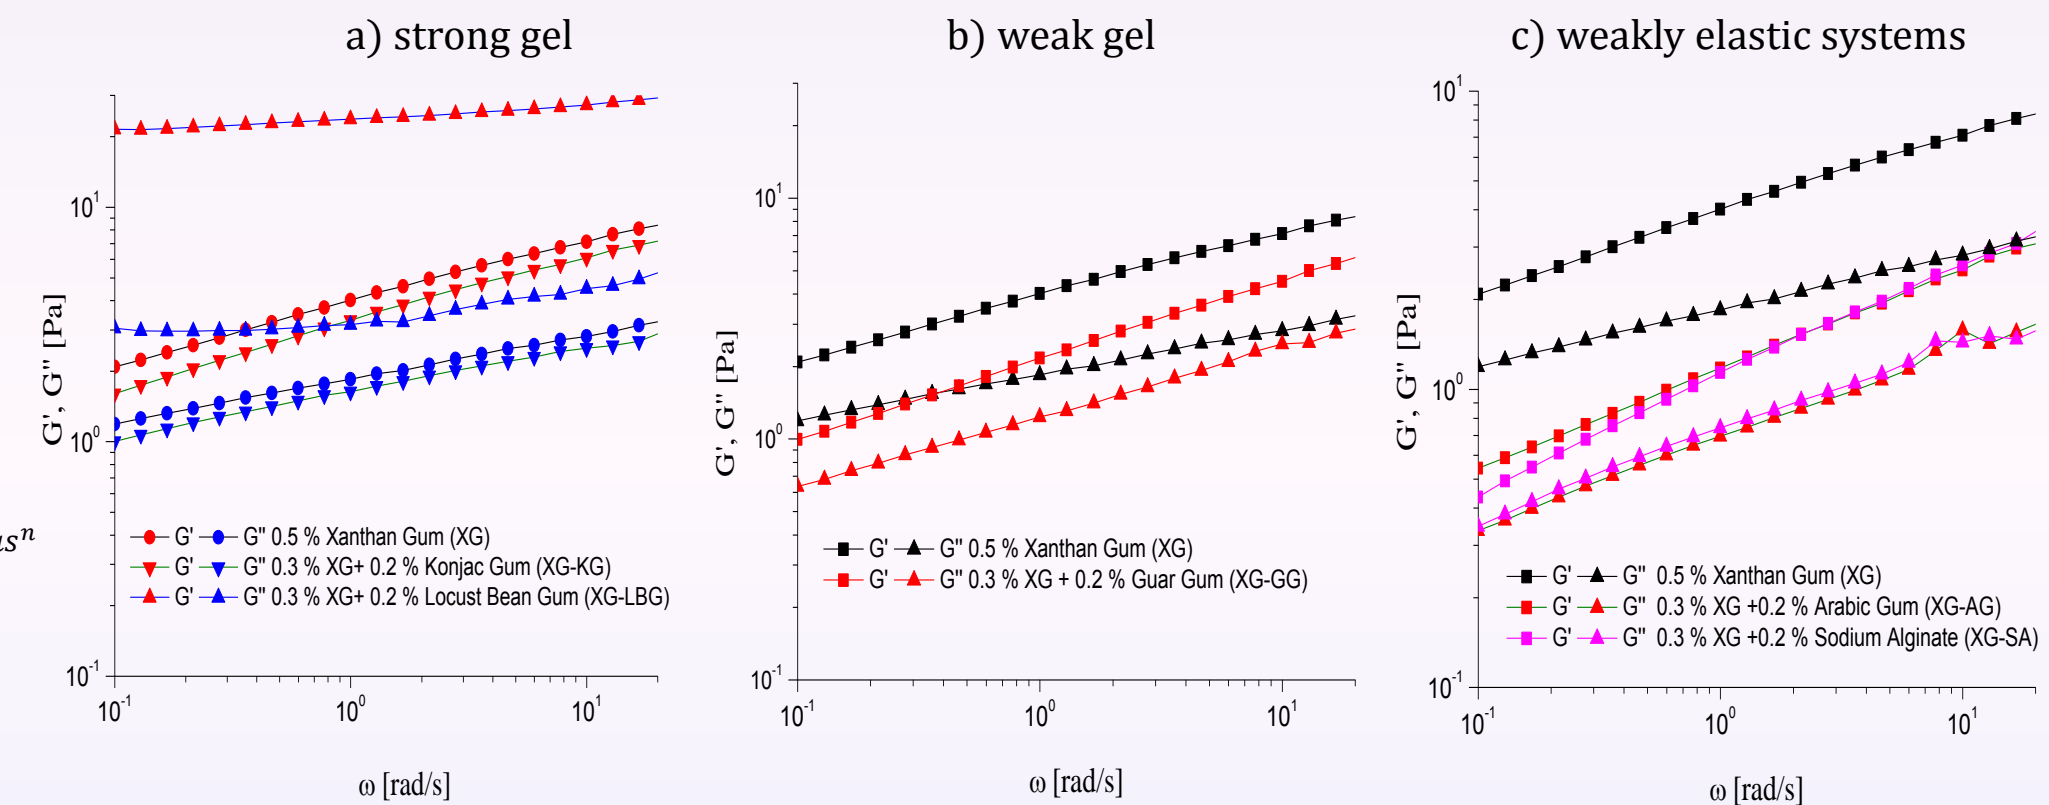 a) strong gel
b) weak gel
c) weakly elastic systems
G', G" [Pa]
10¹
10⁰
10⁻¹
10⁻¹
10⁰
10¹
ω [rad/s]
G' G" 0.5 % Xanthan Gum (XG)
G' G" 0.3 % XG+ 0.2 % Konjac Gum (XG-KG)
G' G" 0.3 % XG+ 0.2 % Locust Bean Gum (XG-LBG)
G', G" [Pa]
10¹
10⁰
10⁻¹
10⁻¹
10⁰
10¹
ω [rad/s]
G' G" 0.5 % Xanthan Gum (XG)
G' G" 0.3 % XG + 0.2 % Guar Gum (XG-GG)
G', G" [Pa]
10¹
10⁰
10⁻¹
10⁻¹
10⁰
10¹
ω [rad/s]
G' G" 0.5 % Xanthan Gum (XG)
G' G" 0.3 % XG +0.2 % Arabic Gum (XG-AG)
G' G" 0.3 % XG +0.2 % Sodium Alginate (XG-SA)